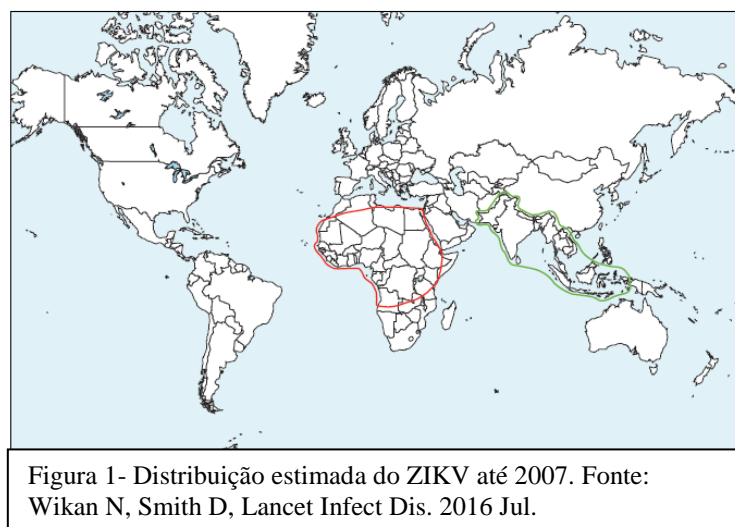 Figura 1- Distribuição estimada do ZIKV até 2007. Fonte:
Wikan N, Smith D, Lancet Infect Dis. 2016 Jul.